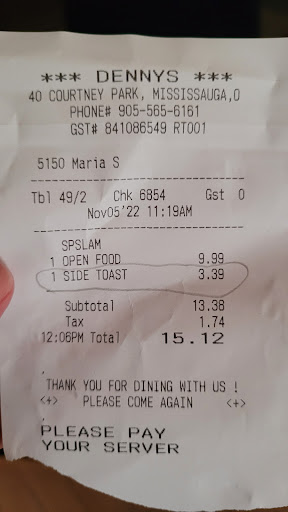 *** DENNYS ***
40 COURTNEY PARK, MISSISSAUGA,O
PHONE# 905-565-6161
GST# 841086549 RT001
5150 Maria S
Tbl 49/2 Chk 6854 Gst 0
Nov05'22 11:19AM
SPSLAM
1 OPEN FOOD 9.99
1 SIDE TOAST 3.39
Subtotal 13.38
Tax 1.74
12:06PM Total 15.12
.
THANK YOU FOR DINING WITH US !
<+> PLEASE COME AGAIN <+>
.
PLEASE PAY
YOUR SERVER